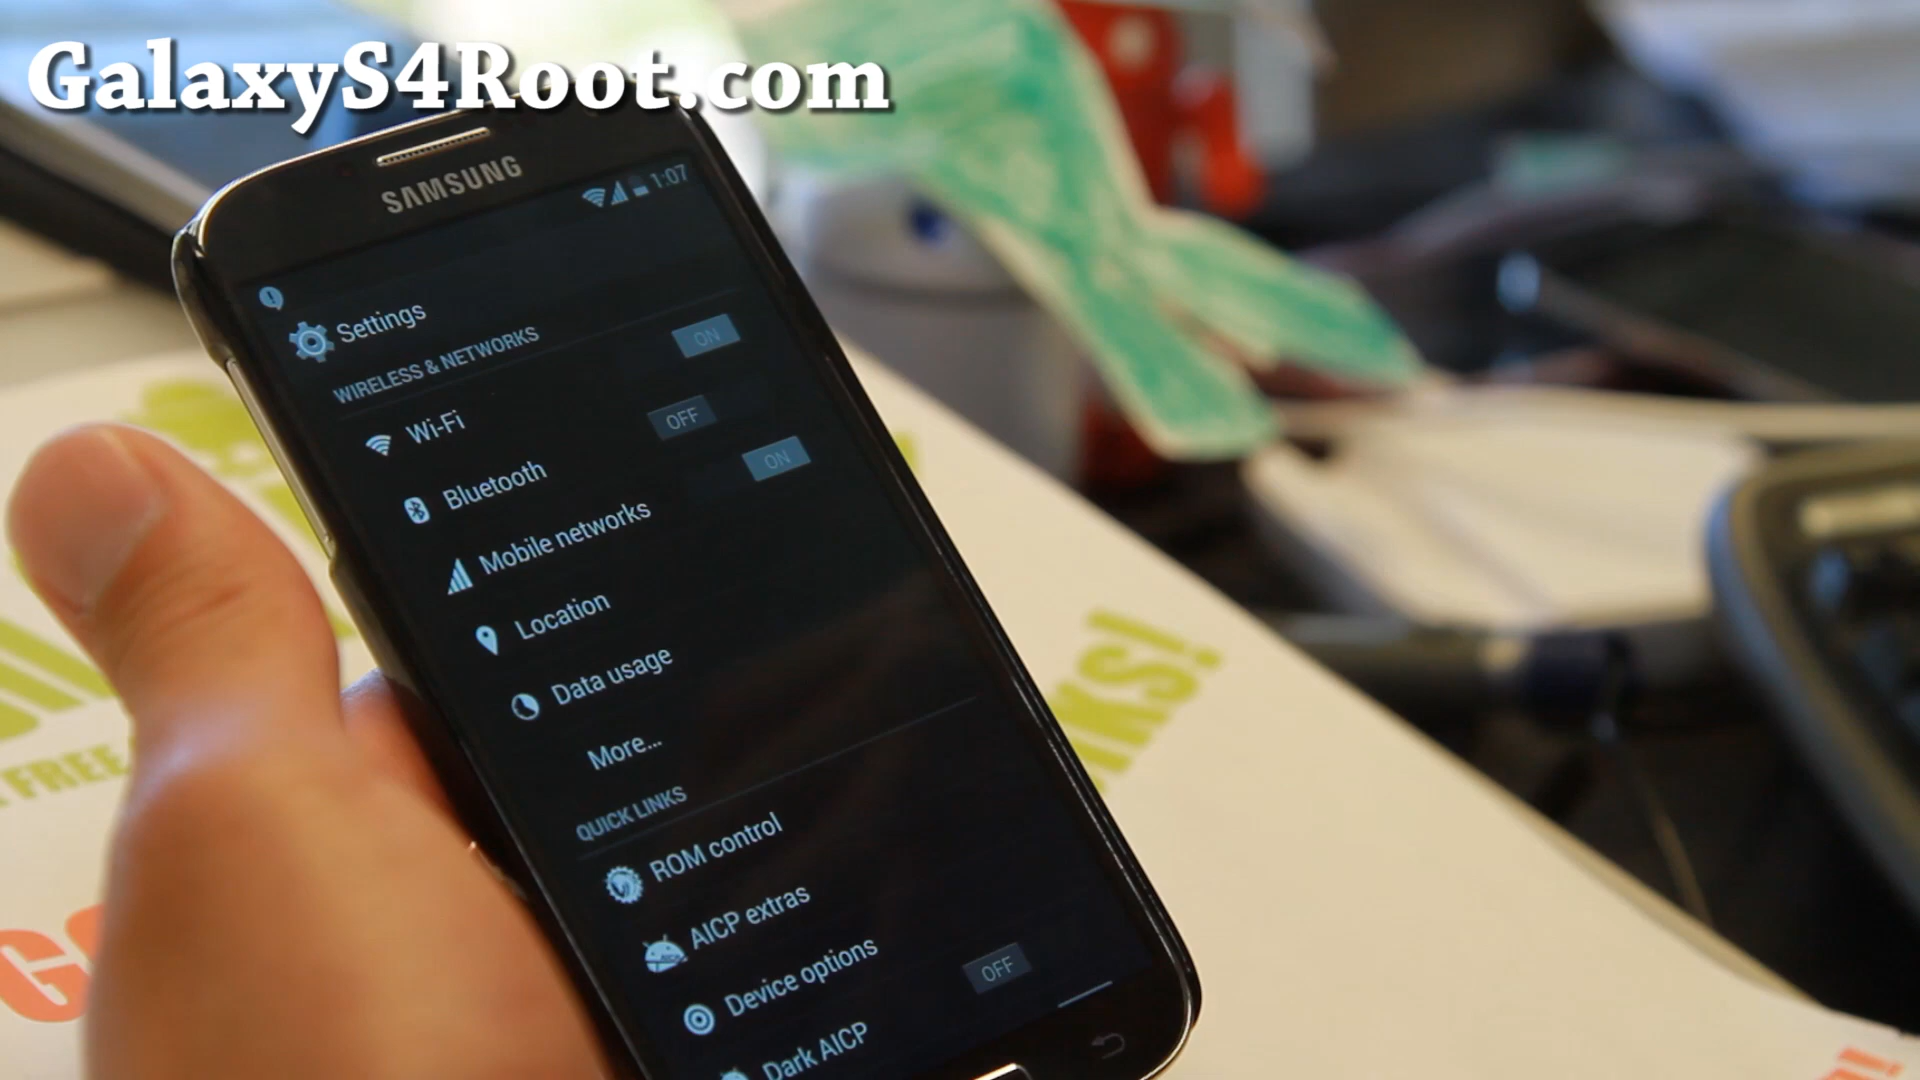 GalaxyS4Root.com
SAMSUNG
1:07
Settings
WIRELESS & NETWORKS
Wi-Fi ON
Bluetooth OFF
Mobile networks ON
Location
Data usage
More...
QUICK LINKS
ROM control
AICP extras
Device options
Dark AICP OFF
FREE